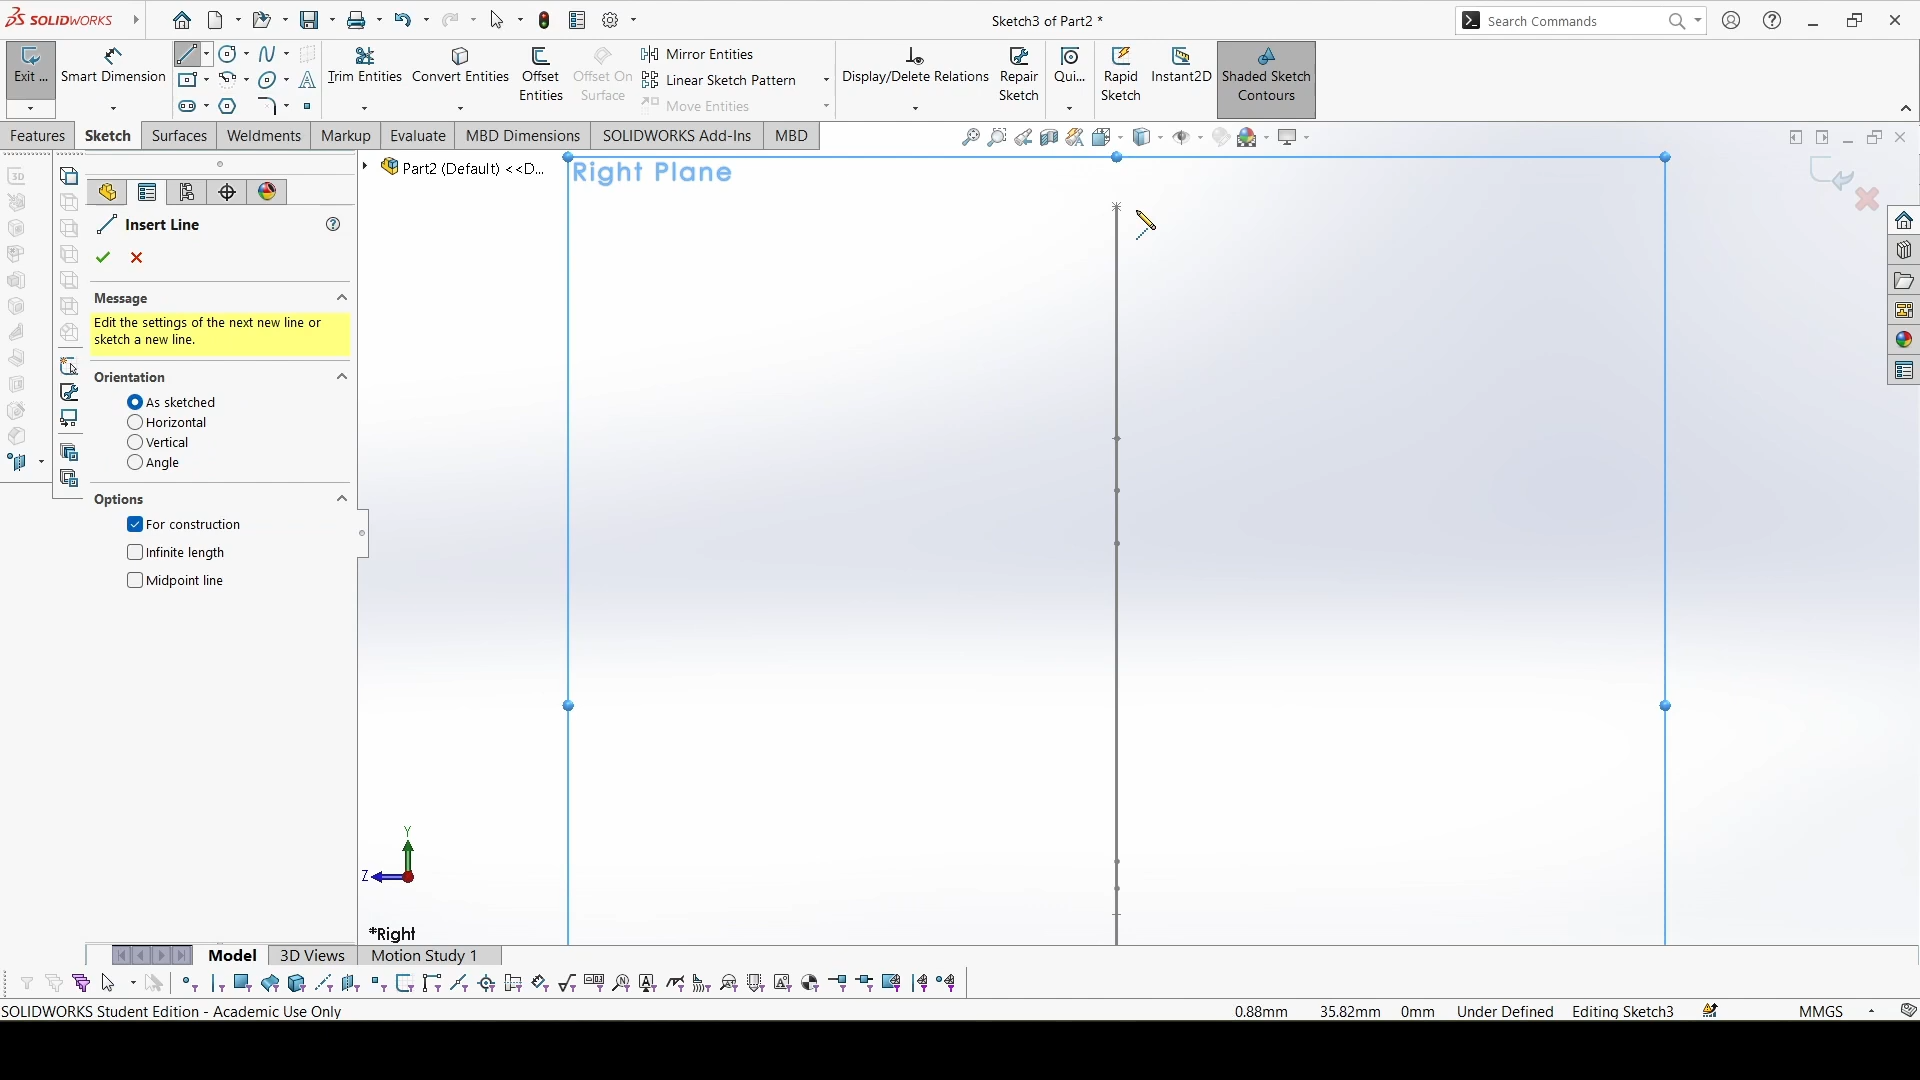 SOLIDWORKS
Sketch3 of Part2 *
Search Commands
Exit ...
Smart Dimension
Trim Entities
Convert Entities
Offset
Entities
Offset On
Surface
Mirror Entities
Linear Sketch Pattern
Move Entities
Display/Delete Relations
Repair
Sketch
Qui...
Rapid
Sketch
Instant2D
Shaded Sketch
Contours
Features
Sketch
Surfaces
Weldments
Markup
Evaluate
MBD Dimensions
SOLIDWORKS Add-Ins
MBD
Part2 (Default) <<D...
Right Plane
Insert Line
Message
Edit the settings of the next new line or
sketch a new line.
Orientation
As sketched
Horizontal
Vertical
Angle
Options
For construction
Infinite length
Midpoint line
Y
Z
*Right
Model
3D Views
Motion Study 1
SOLIDWORKS Student Edition - Academic Use Only
0.88mm
35.82mm
0mm
Under Defined
Editing Sketch3
MMGS